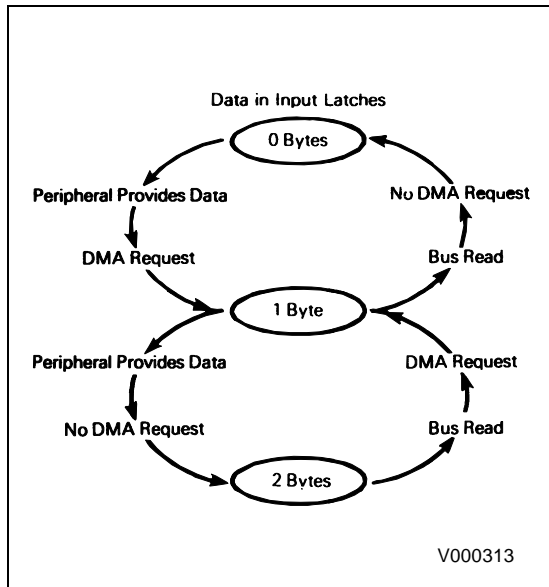 Data in Input Latches
0 Bytes
Peripheral Provides Data
No DMA Request
DMA Request
Bus Read
1 Byte
Peripheral Provides Data
DMA Request
No DMA Request
Bus Read
2 Bytes
V000313